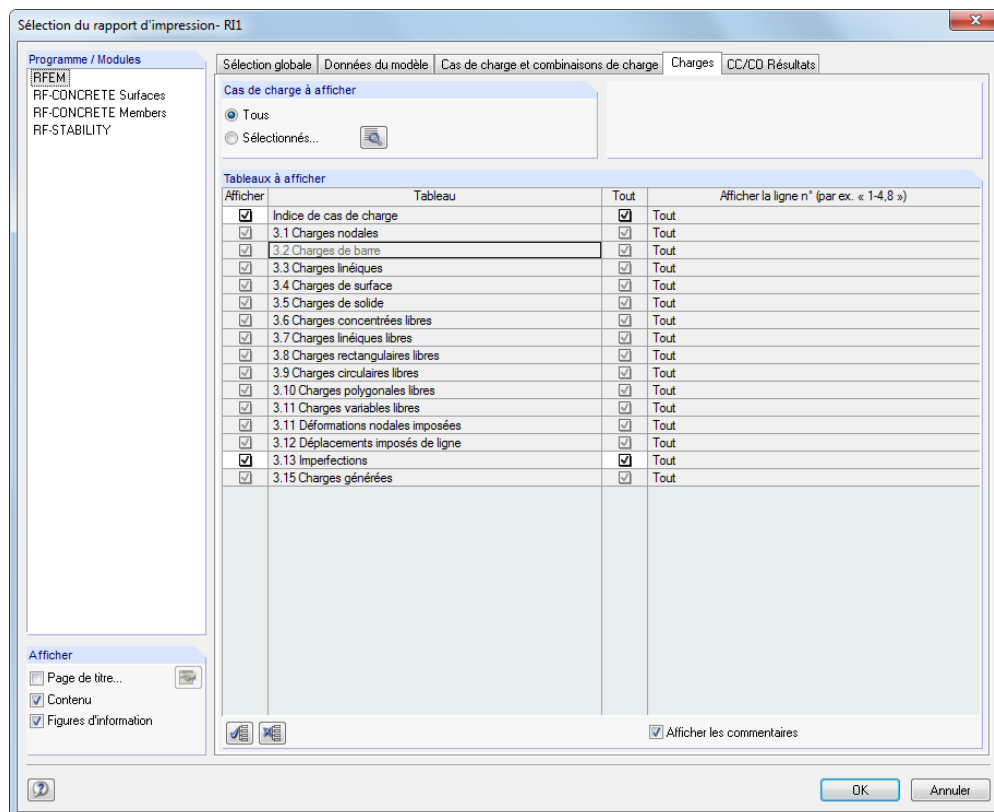 Sélection du rapport d'impression- RI1
Programme / Modules
RFEM
RF-CONCRETE Surfaces
RF-CONCRETE Members
RF-STABILITY
Sélection globale Données du modèle Cas de charge et combinaisons de charge Charges CC/CO Résultats
Cas de charge à afficher
Tous
Sélectionnés...
Tableaux à afficher
Afficher Tableau Tout Afficher la ligne n° (par ex. « 1-4,8 »)
Indice de cas de charge Tout
3.1 Charges nodales Tout
3.2 Charges de barre Tout
3.3 Charges linéiques Tout
3.4 Charges de surface Tout
3.5 Charges de solide Tout
3.6 Charges concentrées libres Tout
3.7 Charges linéiques libres Tout
3.8 Charges rectangulaires libres Tout
3.9 Charges circulaires libres Tout
3.10 Charges polygonales libres Tout
3.11 Charges variables libres Tout
3.11 Déformations nodales imposées Tout
3.12 Déplacements imposés de ligne Tout
3.13 Imperfections Tout
3.15 Charges générées Tout
Afficher
Page de titre...
Contenu
Figures d'information
Afficher les commentaires
OK Annuler